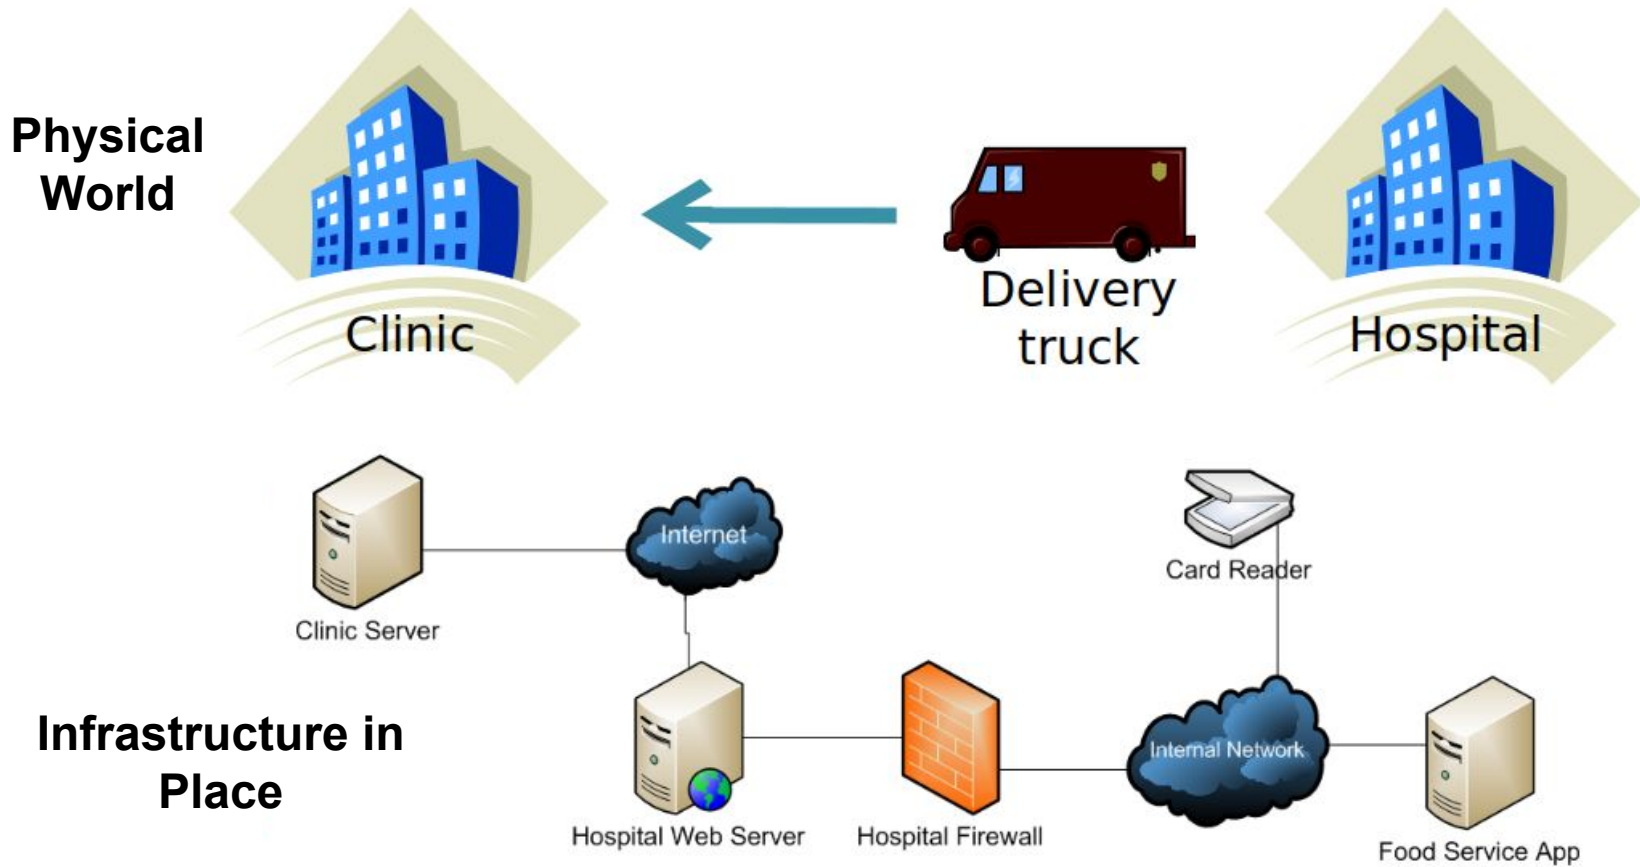 Physical
World
Clinic
Delivery
truck
Hospital
Internet
Card Reader
Clinic Server
Infrastructure in
Place
Internal Network
Hospital Web Server
Hospital Firewall
Food Service App